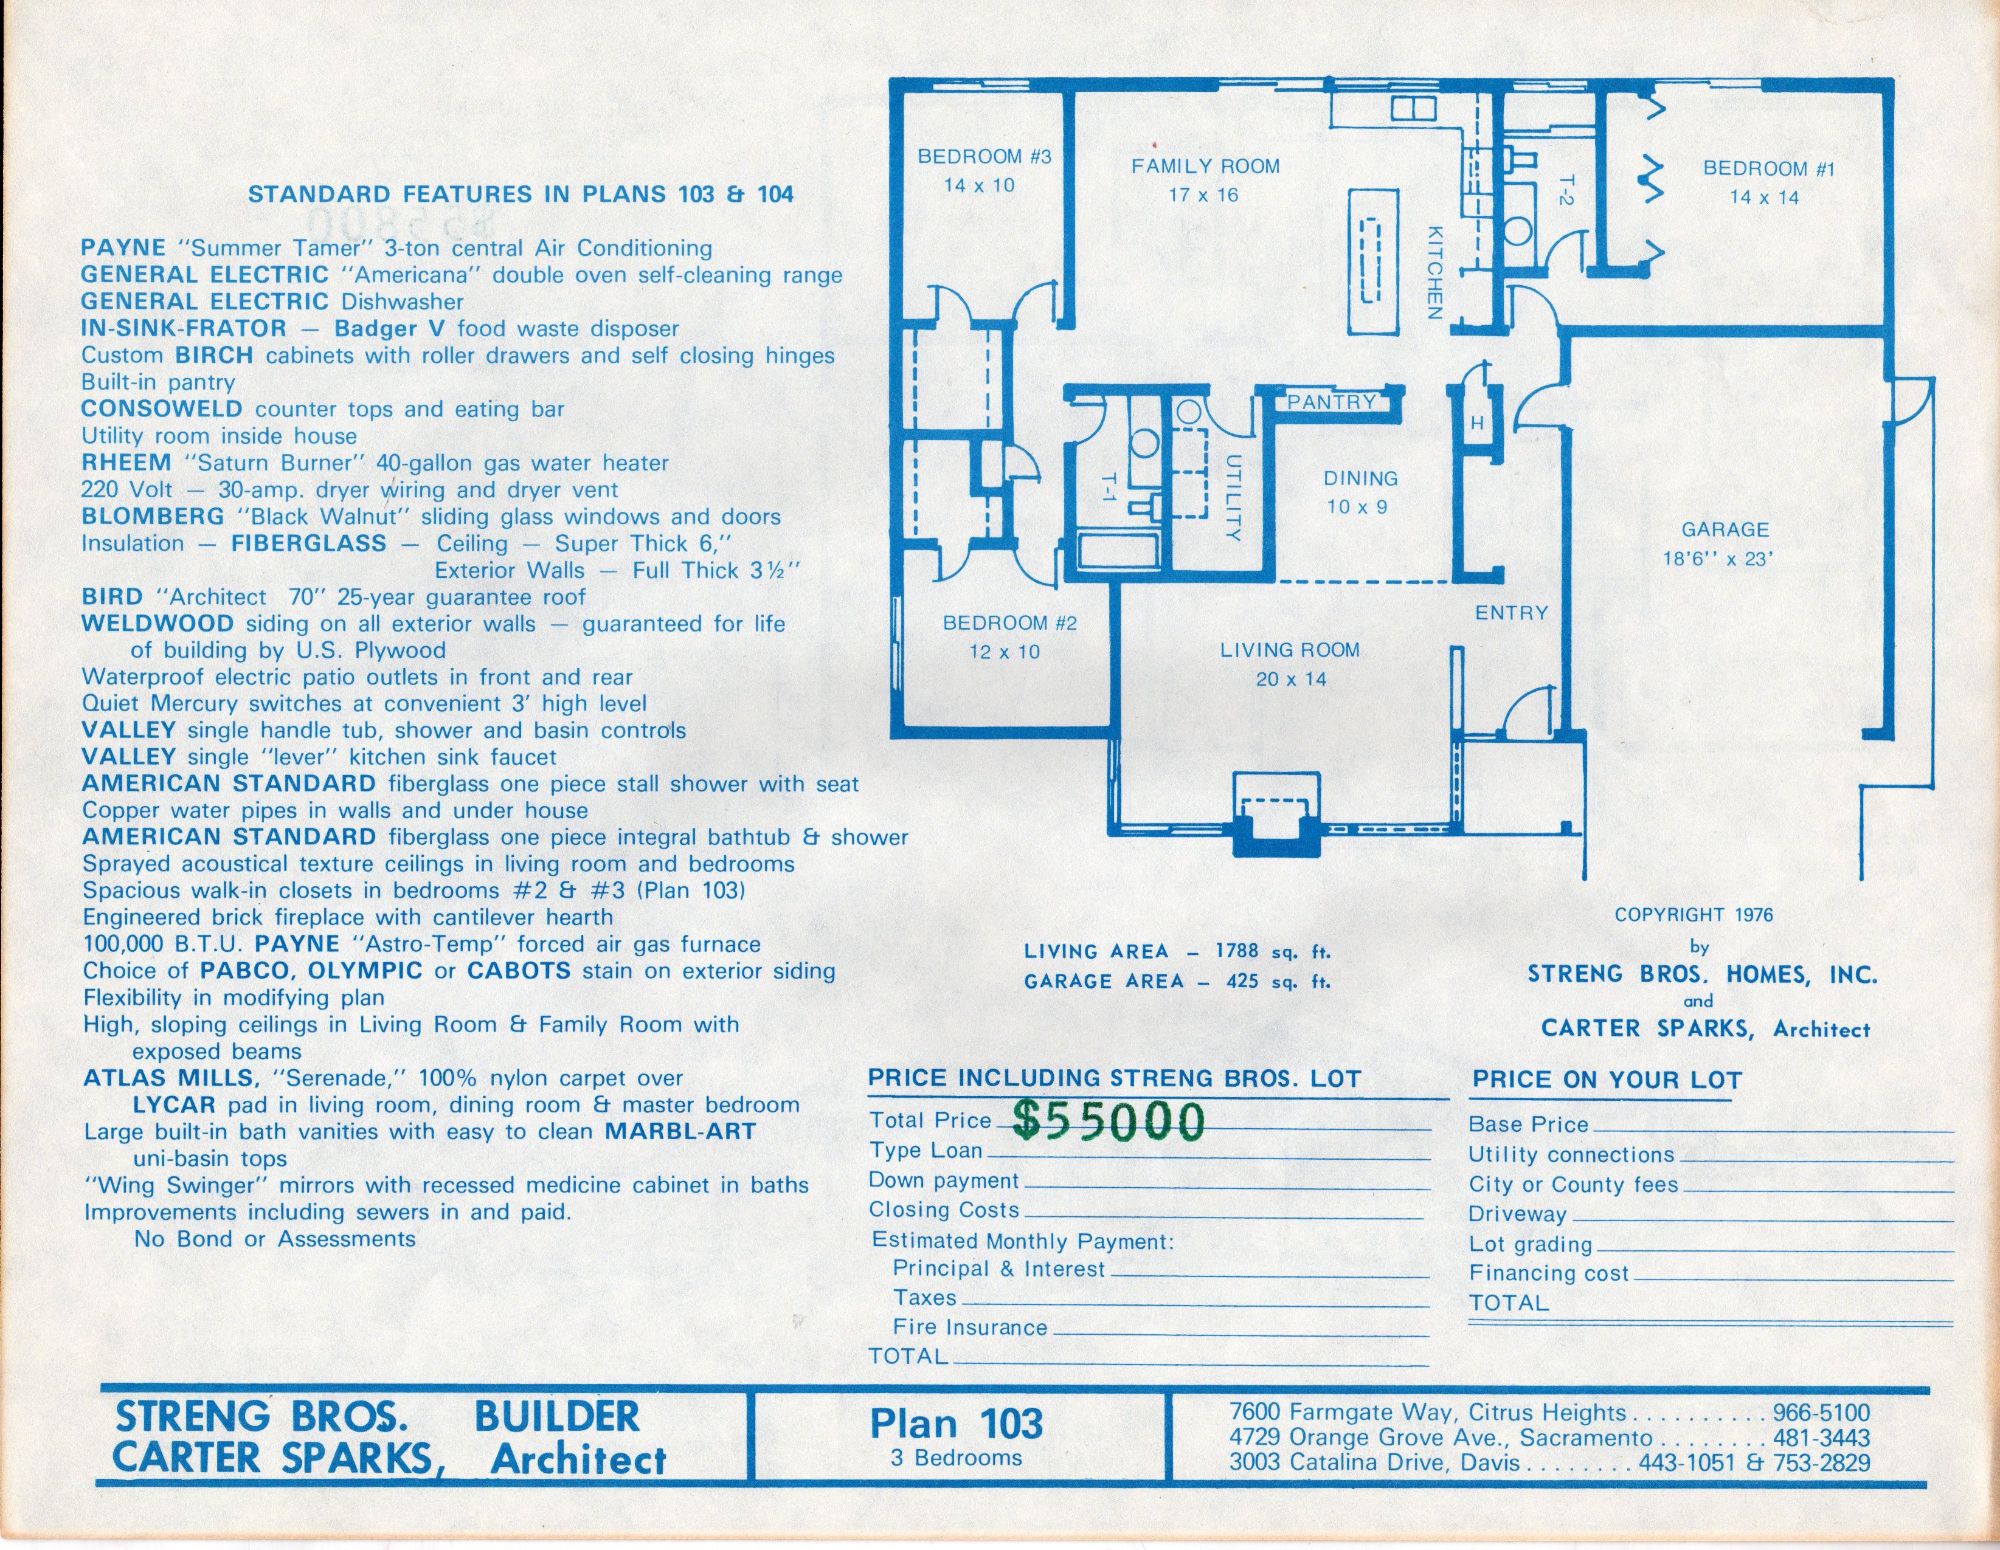 STANDARD FEATURES IN PLANS 103 & 104
PAYNE "Summer Tamer" 3-ton central Air Conditioning
GENERAL ELECTRIC "Americana" double oven self-cleaning range
GENERAL ELECTRIC Dishwasher
IN-SINK-FRATOR — Badger V food waste disposer
Custom BIRCH cabinets with roller drawers and self closing hinges
Built-in pantry
CONSOWELD counter tops and eating bar
Utility room inside house
RHEEM "Saturn Burner" 40-gallon gas water heater
220 Volt — 30-amp. dryer wiring and dryer vent
BLOMBERG "Black Walnut" sliding glass windows and doors
Insulation — FIBERGLASS — Ceiling — Super Thick 6,"
Exterior Walls — Full Thick 3½"
BIRD "Architect 70" 25-year guarantee roof
WELDWOOD siding on all exterior walls — guaranteed for life
of building by U.S. Plywood
Waterproof electric patio outlets in front and rear
Quiet Mercury switches at convenient 3' high level
VALLEY single handle tub, shower and basin controls
VALLEY single "lever" kitchen sink faucet
AMERICAN STANDARD fiberglass one piece stall shower with seat
Copper water pipes in walls and under house
AMERICAN STANDARD fiberglass one piece integral bathtub & shower
Sprayed acoustical texture ceilings in living room and bedrooms
Spacious walk-in closets in bedrooms #2 & #3 (Plan 103)
Engineered brick fireplace with cantilever hearth
100,000 B.T.U. PAYNE "Astro-Temp" forced air gas furnace
Choice of PABCO, OLYMPIC or CABOTS stain on exterior siding
Flexibility in modifying plan
High, sloping ceilings in Living Room & Family Room with
exposed beams
ATLAS MILLS, "Serenade," 100% nylon carpet over
LYCAR pad in living room, dining room & master bedroom
Large built-in bath vanities with easy to clean MARBL-ART
uni-basin tops
"Wing Swinger" mirrors with recessed medicine cabinet in baths
Improvements including sewers in and paid.
No Bond or Assessments
BEDROOM #3
14 x 10
FAMILY ROOM
17 x 16
KITCHEN
T-2
BEDROOM #1
14 x 14
PANTRY
H
T-1
UTILITY
DINING
10 x 9
GARAGE
18'6" x 23'
BEDROOM #2
12 x 10
LIVING ROOM
20 x 14
ENTRY
LIVING AREA – 1788 sq. ft.
GARAGE AREA – 425 sq. ft.
COPYRIGHT 1976
by
STRENG BROS. HOMES, INC.
and
CARTER SPARKS, Architect
PRICE INCLUDING STRENG BROS. LOT
Total Price $55000
Type Loan
Down payment
Closing Costs
Estimated Monthly Payment:
Principal & Interest
Taxes
Fire Insurance
TOTAL
PRICE ON YOUR LOT
Base Price
Utility connections
City or County fees
Driveway
Lot grading
Financing cost
TOTAL
STRENG BROS. BUILDER
CARTER SPARKS, Architect
Plan 103
3 Bedrooms
7600 Farmgate Way, Citrus Heights.......... 966-5100
4729 Orange Grove Ave., Sacramento........ 481-3443
3003 Catalina Drive, Davis........ 443-1051 & 753-2829